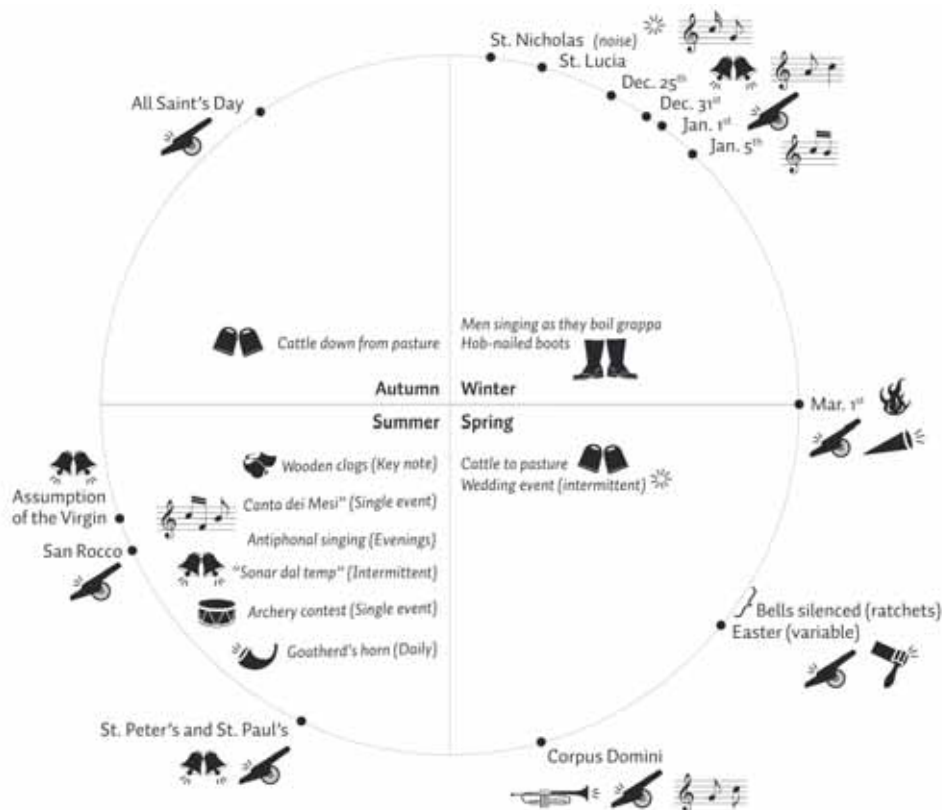 St. Nicholas (noise)
St. Lucia
Dec. 25th
Dec. 31st
Jan. 1st
Jan. 5th
All Saint's Day
Cattle down from pasture
Men singing as they boil grappa
Hob-nailed boots
Autumn
Winter
Summer
Spring
Mar. 1st
Wooden clogs (Key note)
Canta dei Mesi" (Single event)
Antiphonal singing (Evenings)
"Sonar dal temp" (Intermittent)
Archery contest (Single event)
Goatherd's horn (Daily)
Cattle to pasture
Wedding event (intermittent)
Assumption
of the Virgin
San Rocco
Bells silenced (ratchets)
Easter (variable)
St. Peter's and St. Paul's
Corpus Domini